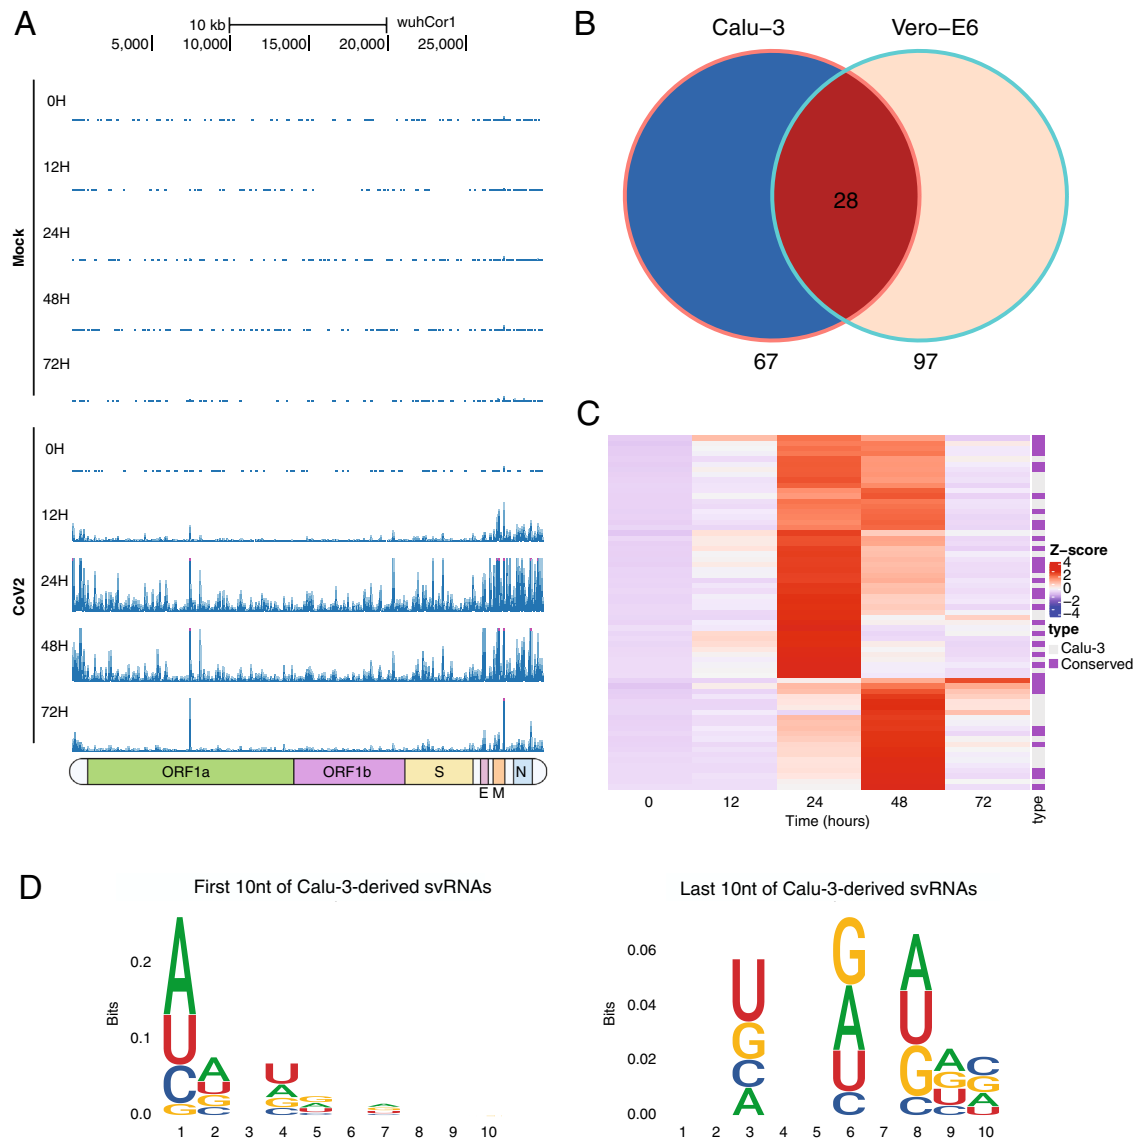 A
10 kb
wuhCor1
5,000
10,000
15,000
20,000
25,000
Mock
0H
12H
24H
48H
72H
CoV2
0H
12H
24H
48H
72H
ORF1a
ORF1b
S
E
M
N
B
Calu−3
Vero−E6
28
67
97
C
0
12
24
48
72
Time (hours)
type
Z−score
4
2
0
−2
−4
type
Calu-3
Conserved
D
First 10nt of Calu-3-derived svRNAs
Bits
0.2
0.1
0.0
A
U
C
G
A
U
G
C
U
A
G
C
G
A
U
C
A
1 2 3 4 5 6 7 8 9 10
Last 10nt of Calu-3-derived svRNAs
Bits
0.06
0.04
0.02
0.00
U
G
C
A
G
A
U
C
A
U
G
C
A
G
U
C
C
G
A
U
1 2 3 4 5 6 7 8 9 10